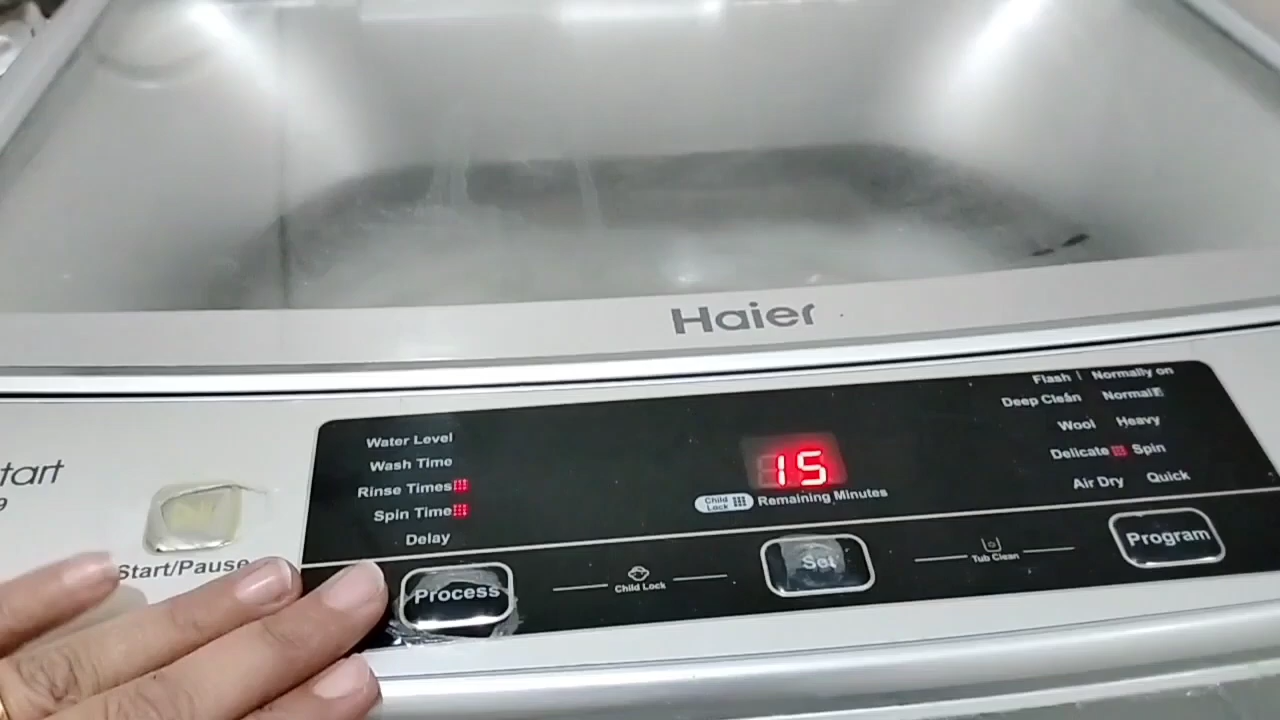 Haier
Flash | Normally on
Deep Clean Normal
Water Level
Wool Heavy
Wash Time
Delicate Spin
Rinse Times
15
Air Dry Quick
Spin Time
Child Lock Remaining Minutes
Delay
tart
9
Start/Pause
Process
Child Lock
Set
Tub Clean
Program